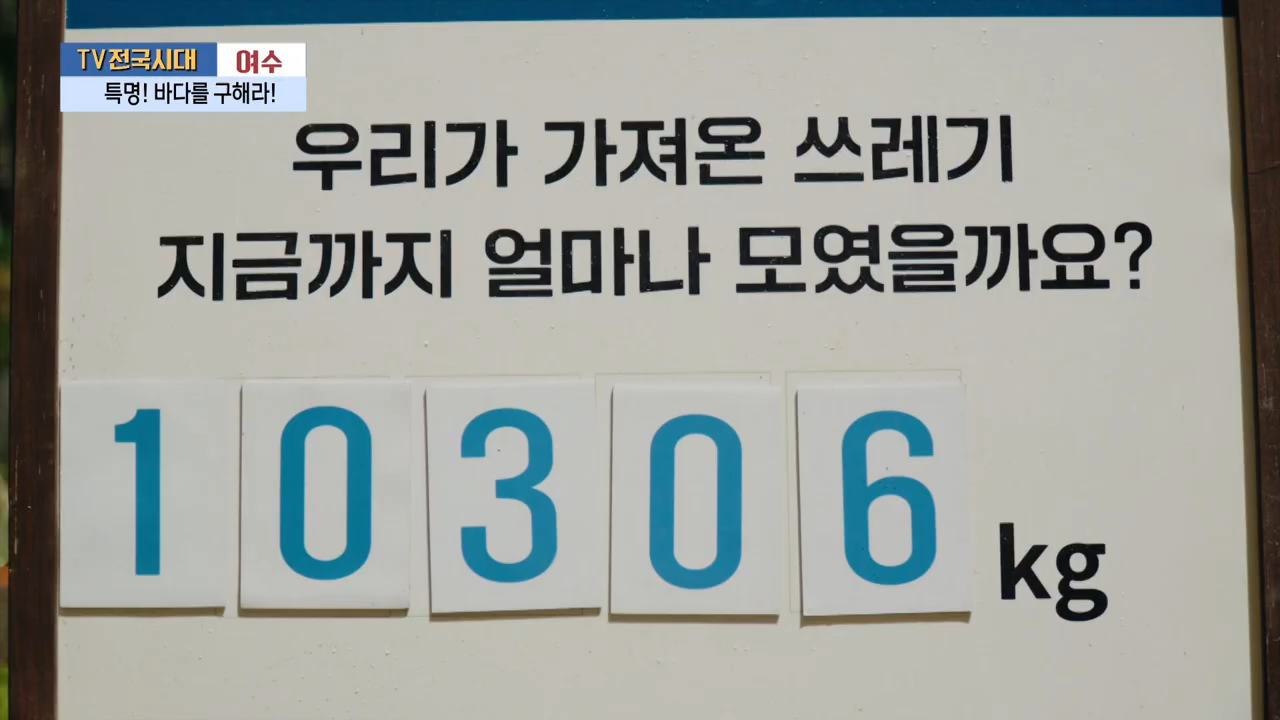 TV전국시대 여수
특명! 바다를 구해라!
우리가 가져온 쓰레기
지금까지 얼마나 모였을까요?
10306 kg